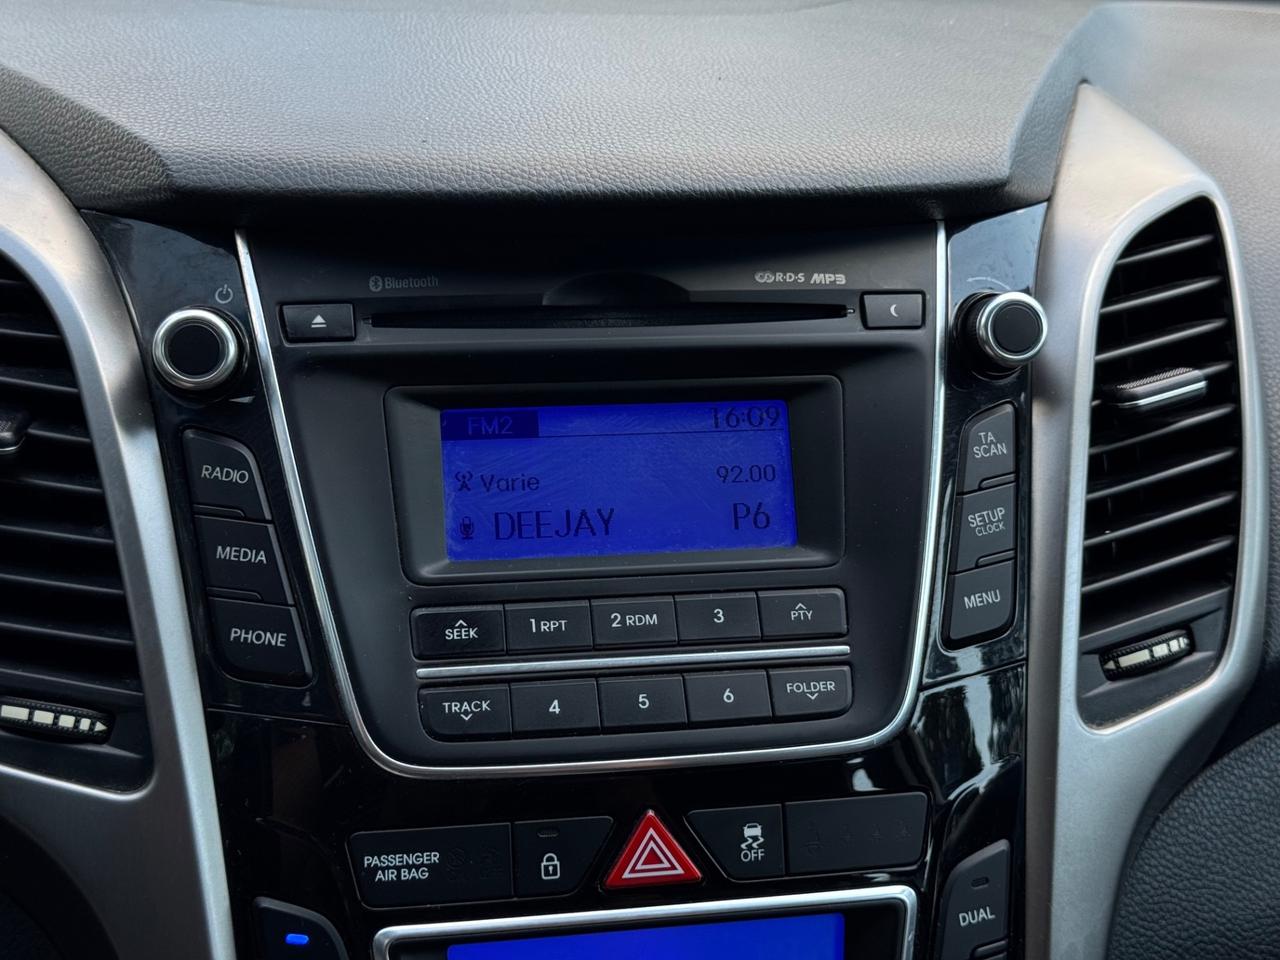 Bluetooth
R·D·S MP3
RADIO
MEDIA
PHONE
FM2 16:09
Varie 92.00
DEEJAY P6
TA
SCAN
SETUP
CLOCK
MENU
SEEK 1 RPT 2 RDM 3 PTY
TRACK 4 5 6 FOLDER
PASSENGER
AIR BAG
OFF
DUAL